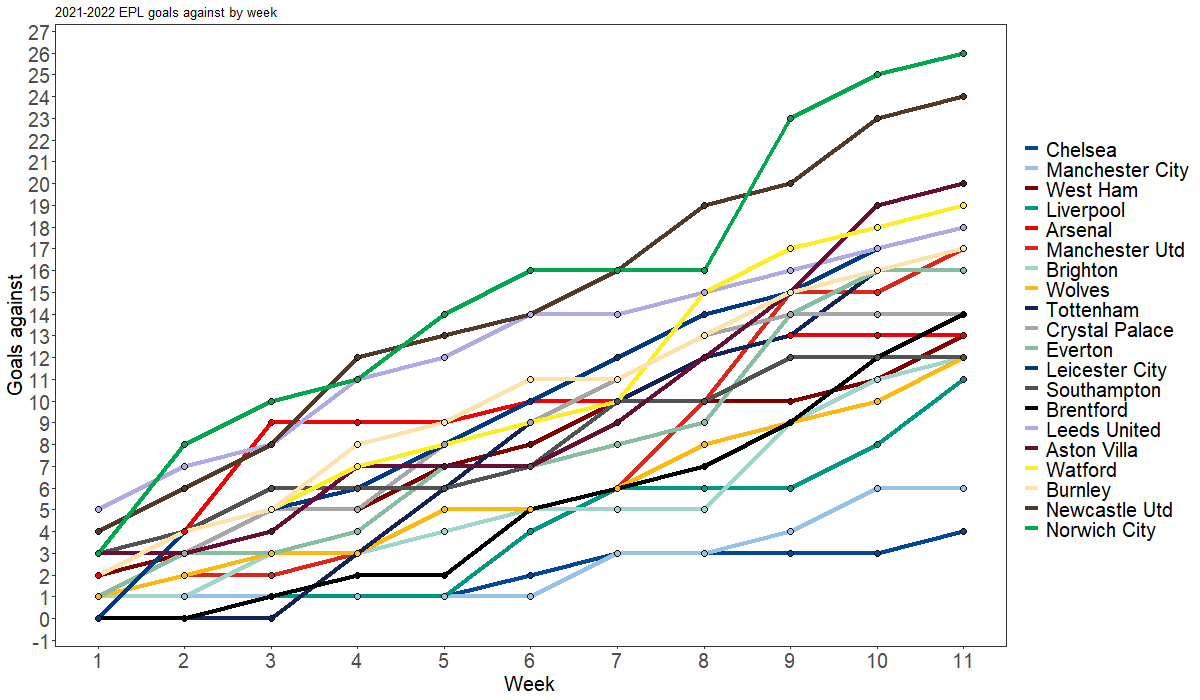 2021-2022 EPL goals against by week
Goals against
27
26
25
24
23
22
21
20
19
18
17
16
15
14
13
12
11
10
9
8
7
6
5
4
3
2
1
0
-1
1 2 3 4 5 6 7 8 9 10 11
Week
Chelsea
Manchester City
West Ham
Liverpool
Arsenal
Manchester Utd
Brighton
Wolves
Tottenham
Crystal Palace
Everton
Leicester City
Southampton
Brentford
Leeds United
Aston Villa
Watford
Burnley
Newcastle Utd
Norwich City